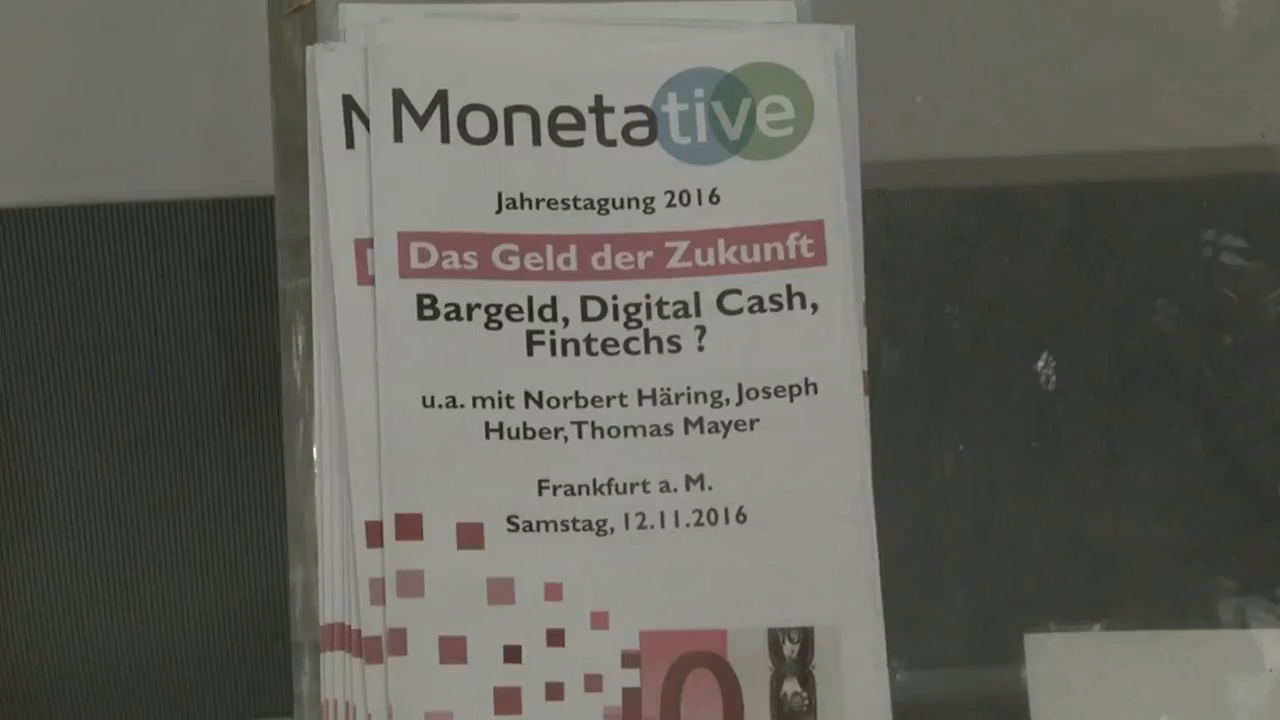 Monetative
Jahrestagung 2016
Das Geld der Zukunft
Bargeld, Digital Cash,
Fintechs ?
u.a. mit Norbert Häring, Joseph
Huber, Thomas Mayer
Frankfurt a. M.
Samstag, 12.11.2016